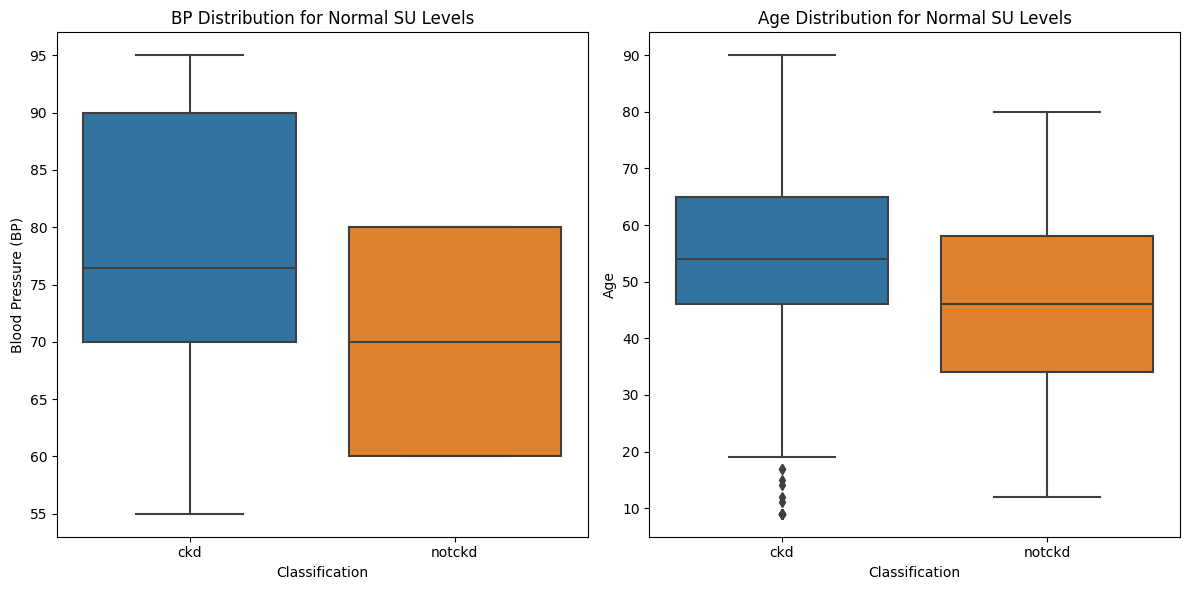 BP Distribution for Normal SU Levels
Blood Pressure (BP)
95
90
85
80
75
70
65
60
55
ckd
notckd
Classification
Age Distribution for Normal SU Levels
Age
90
80
70
60
50
40
30
20
10
ckd
notckd
Classification